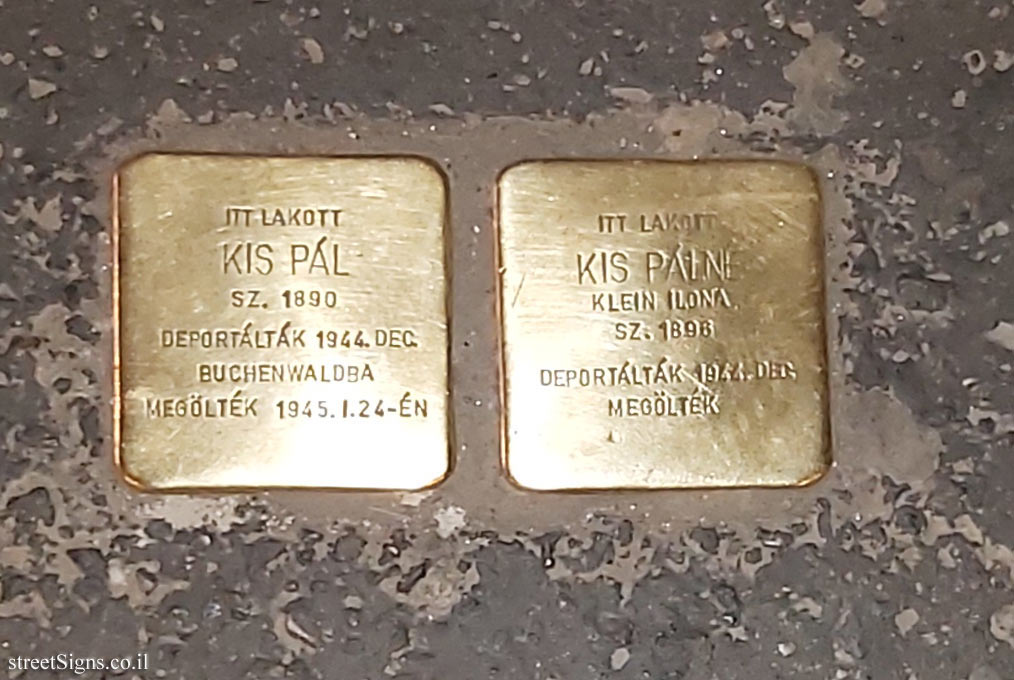 ITT LAKOTT
KIS PÁL
SZ. 1890
DEPORTÁLTÁK 1944. DEC.
BUCHENWALDBA
MEGÖLTÉK 1945.I.24-ÉN
ITT LAKOTT
KIS PÁLNÉ
KLEIN ILONA
SZ. 1896
DEPORTÁLTÁK 1944. DEC.
MEGÖLTÉK
streetSigns.co.il